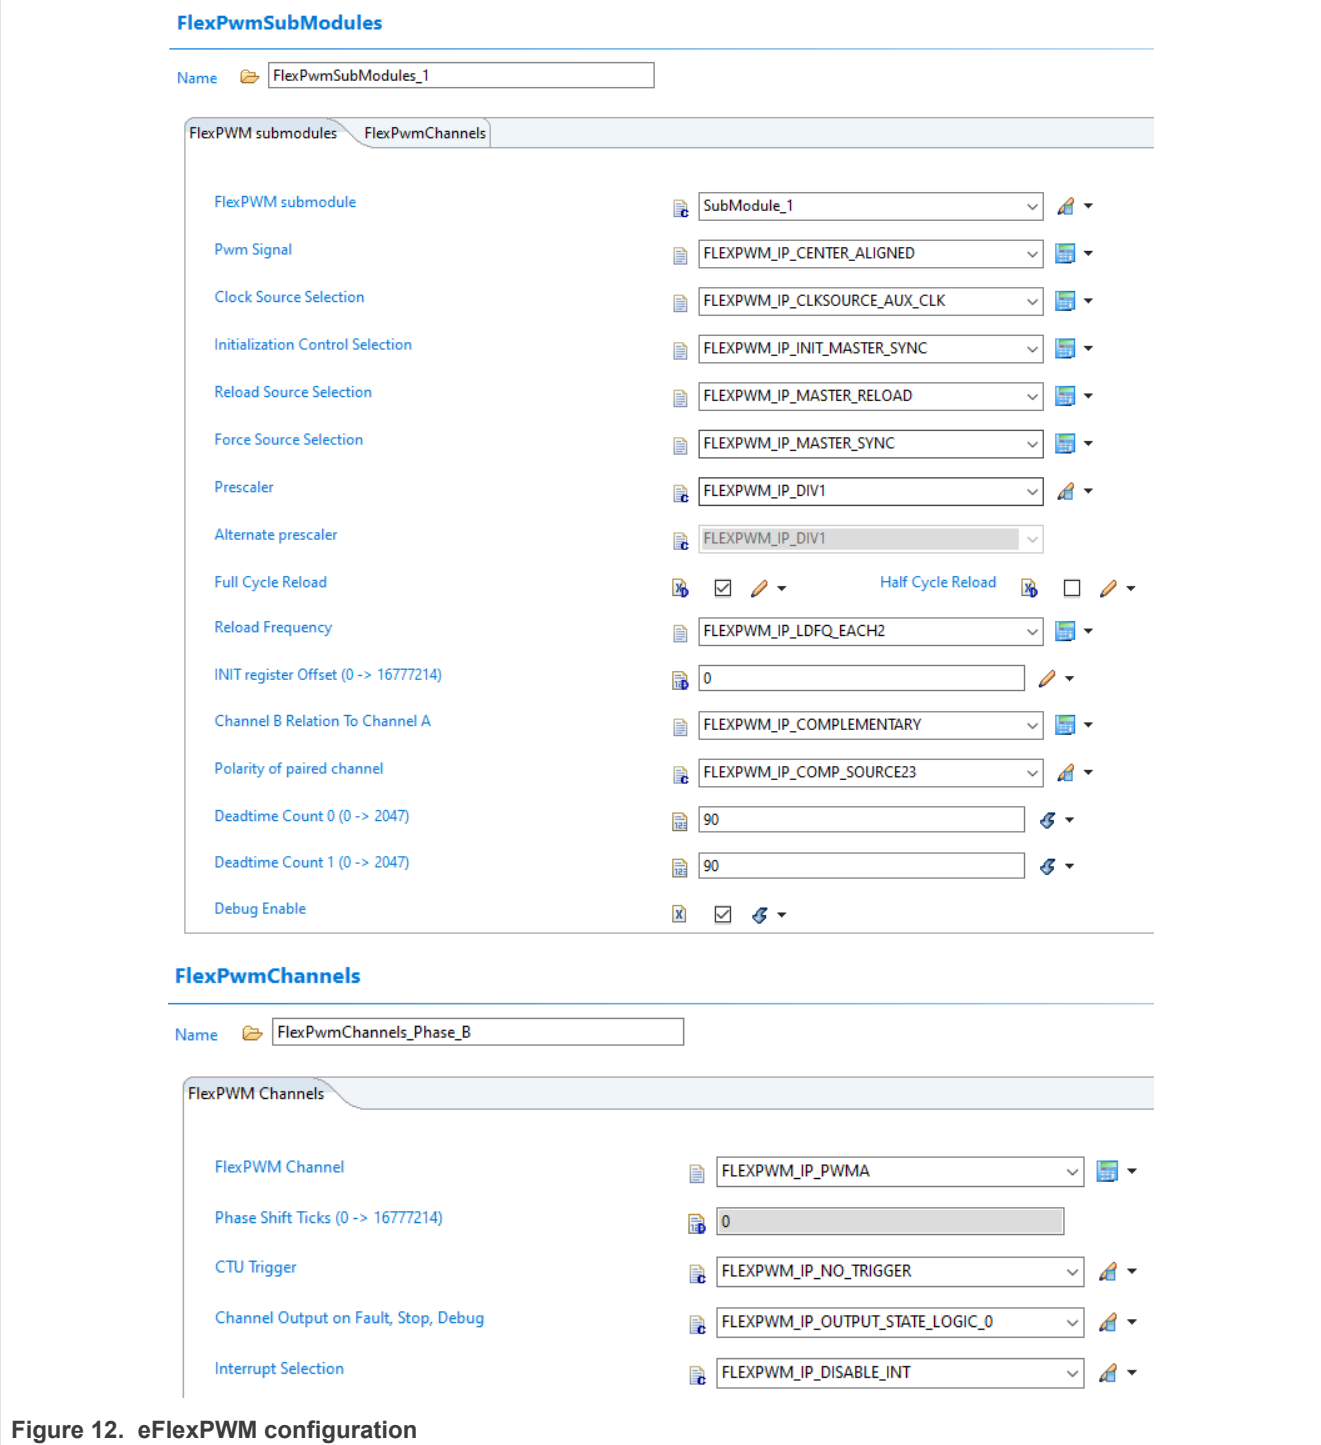 FlexPwmSubModules
Name FlexPwmSubModules_1
FlexPWM submodules FlexPwmChannels
FlexPWM submodule SubModule_1
Pwm Signal FLEXPWM_IP_CENTER_ALIGNED
Clock Source Selection FLEXPWM_IP_CLKSOURCE_AUX_CLK
Initialization Control Selection FLEXPWM_IP_INIT_MASTER_SYNC
Reload Source Selection FLEXPWM_IP_MASTER_RELOAD
Force Source Selection FLEXPWM_IP_MASTER_SYNC
Prescaler FLEXPWM_IP_DIV1
Alternate prescaler FLEXPWM_IP_DIV1
Full Cycle Reload Half Cycle Reload
Reload Frequency FLEXPWM_IP_LDFQ_EACH2
INIT register Offset (0 -> 16777214) 0
Channel B Relation To Channel A FLEXPWM_IP_COMPLEMENTARY
Polarity of paired channel FLEXPWM_IP_COMP_SOURCE23
Deadtime Count 0 (0 -> 2047) 90
Deadtime Count 1 (0 -> 2047) 90
Debug Enable
FlexPwmChannels
Name FlexPwmChannels_Phase_B
FlexPWM Channels
FlexPWM Channel FLEXPWM_IP_PWMA
Phase Shift Ticks (0 -> 16777214) 0
CTU Trigger FLEXPWM_IP_NO_TRIGGER
Channel Output on Fault, Stop, Debug FLEXPWM_IP_OUTPUT_STATE_LOGIC_0
Interrupt Selection FLEXPWM_IP_DISABLE_INT
Figure 12. eFlexPWM configuration